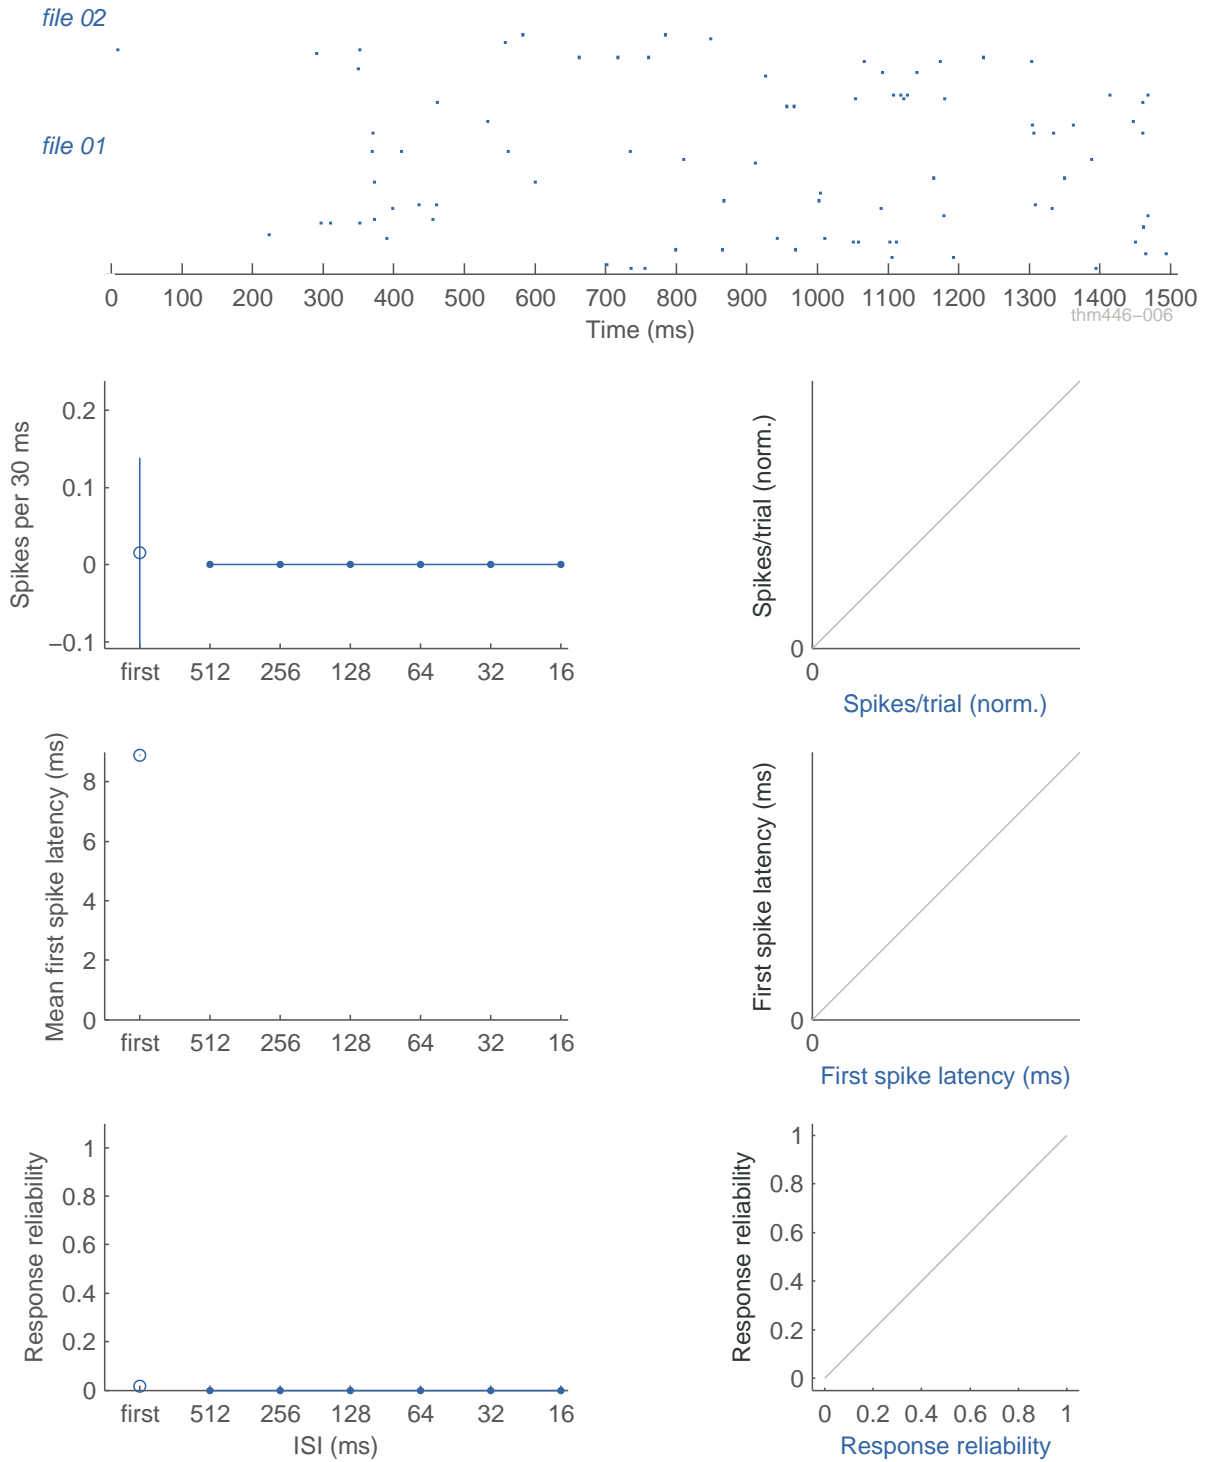 file 02
file 01
0 100 200 300 400 500 600 700 800 900 1000 1100 1200 1300 1400 1500
thm446–006
Time (ms)
Spikes per 30 ms
0.2
0.1
0
–0.1
first 512 256 128 64 32 16
Spikes/trial (norm.)
0
0
Spikes/trial (norm.)
Mean first spike latency (ms)
8
6
4
2
0
first 512 256 128 64 32 16
First spike latency (ms)
0
0
First spike latency (ms)
Response reliability
1
0.8
0.6
0.4
0.2
0
first 512 256 128 64 32 16
ISI (ms)
Response reliability
1
0.8
0.6
0.4
0.2
0
0 0.2 0.4 0.6 0.8 1
Response reliability